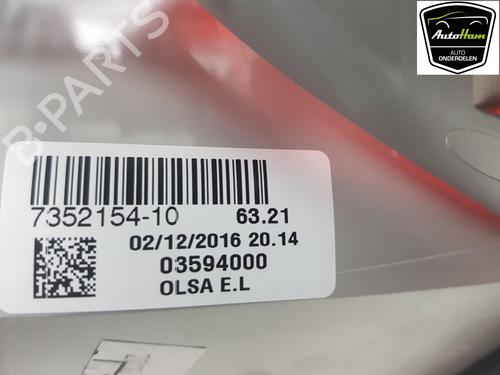 AutoHam
AUTO
ONDERDELEN
B-PARTS
7352154-10 63.21
02/12/2016 20.14
03594000
OLSA E.L